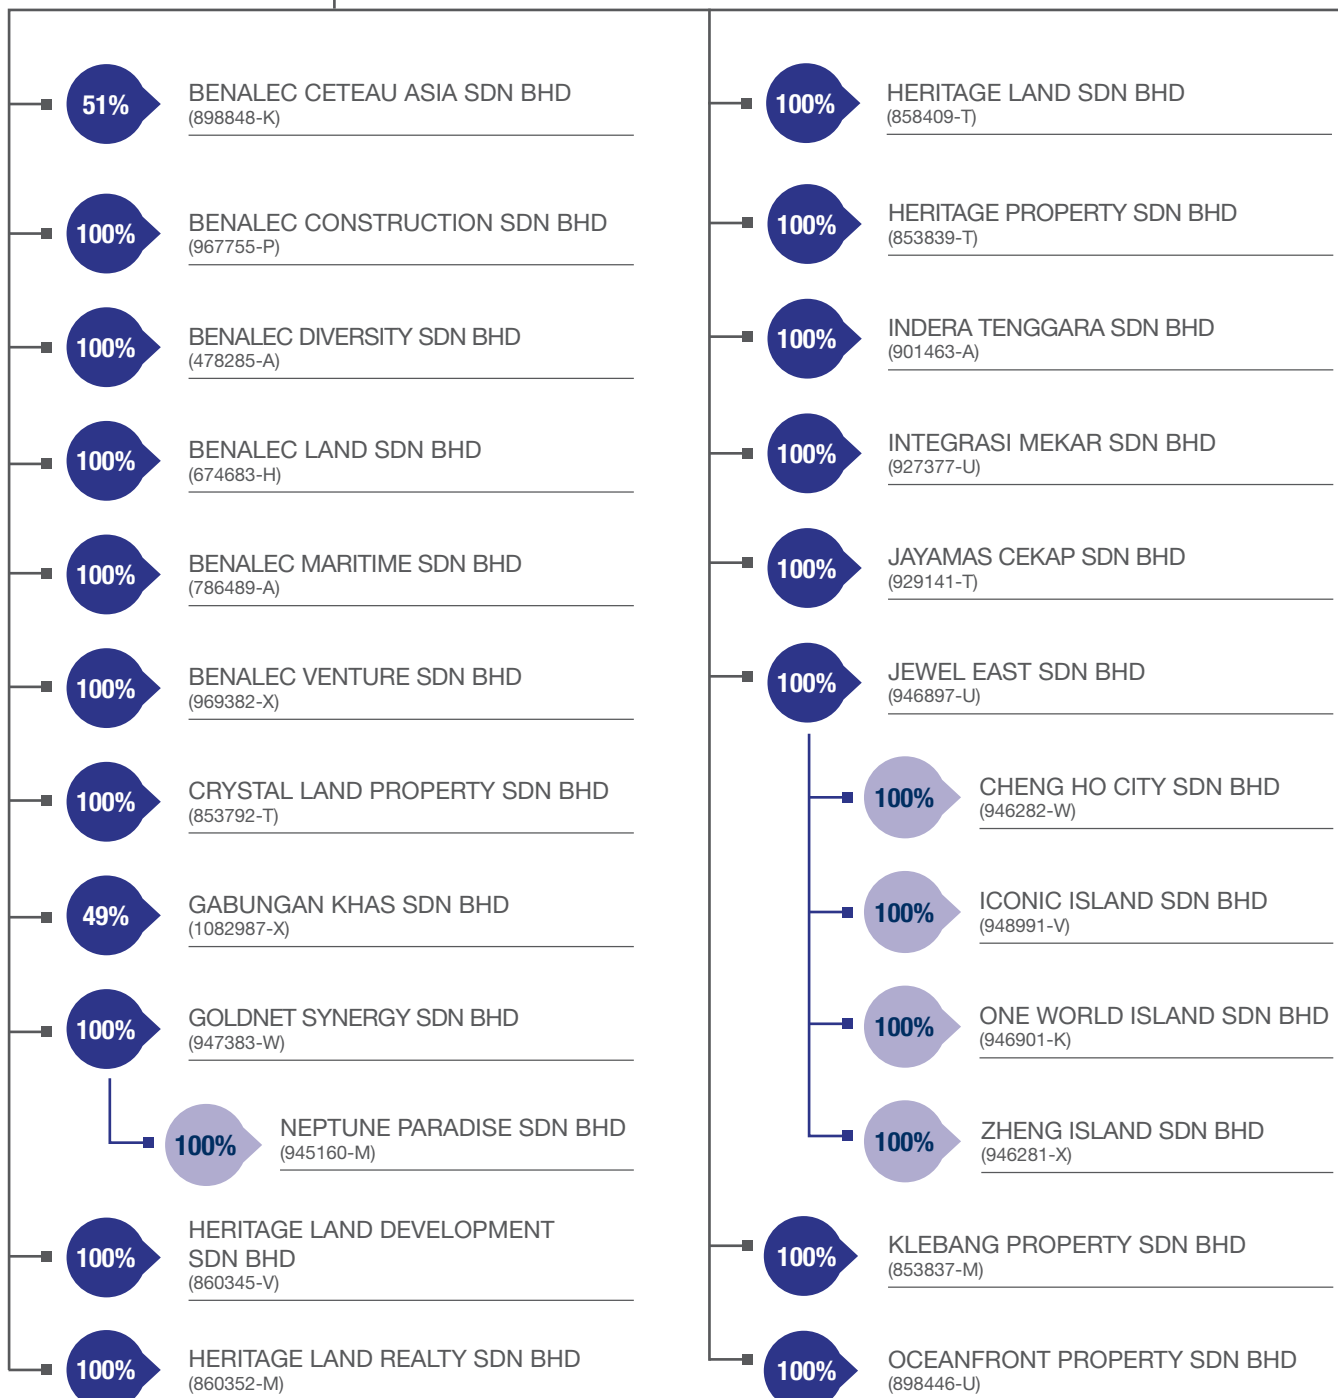 51%
BENALEC CETEAU ASIA SDN BHD
(898848-K)
100%
BENALEC CONSTRUCTION SDN BHD
(967755-P)
100%
BENALEC DIVERSITY SDN BHD
(478285-A)
100%
BENALEC LAND SDN BHD
(674683-H)
100%
BENALEC MARITIME SDN BHD
(786489-A)
100%
BENALEC VENTURE SDN BHD
(969382-X)
100%
CRYSTAL LAND PROPERTY SDN BHD
(853792-T)
49%
GABUNGAN KHAS SDN BHD
(1082987-X)
100%
GOLDNET SYNERGY SDN BHD
(947383-W)
100%
NEPTUNE PARADISE SDN BHD
(945160-M)
100%
HERITAGE LAND DEVELOPMENT
SDN BHD
(860345-V)
100%
HERITAGE LAND REALTY SDN BHD
(860352-M)
100%
HERITAGE LAND SDN BHD
(858409-T)
100%
HERITAGE PROPERTY SDN BHD
(853839-T)
100%
INDERA TENGGARA SDN BHD
(901463-A)
100%
INTEGRASI MEKAR SDN BHD
(927377-U)
100%
JAYAMAS CEKAP SDN BHD
(929141-T)
100%
JEWEL EAST SDN BHD
(946897-U)
100%
CHENG HO CITY SDN BHD
(946282-W)
100%
ICONIC ISLAND SDN BHD
(948991-V)
100%
ONE WORLD ISLAND SDN BHD
(946901-K)
100%
ZHENG ISLAND SDN BHD
(946281-X)
100%
KLEBANG PROPERTY SDN BHD
(853837-M)
100%
OCEANFRONT PROPERTY SDN BHD
(898446-U)